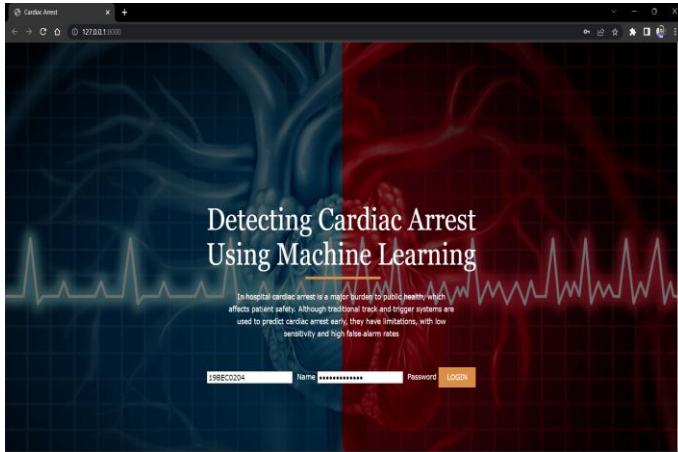 Cardiac Arrest
127.0.0.1:8000
Detecting Cardiac Arrest
Using Machine Learning
In hospital cardiac arrest is a major burden to public health, which
affects patient safety. Although traditional track and trigger systems are
used to predict cardiac arrest early, they have limitations, with low
sensitivity and high false alarm rates
19BEC0204 Name ••••••••••••• Password LOGIN